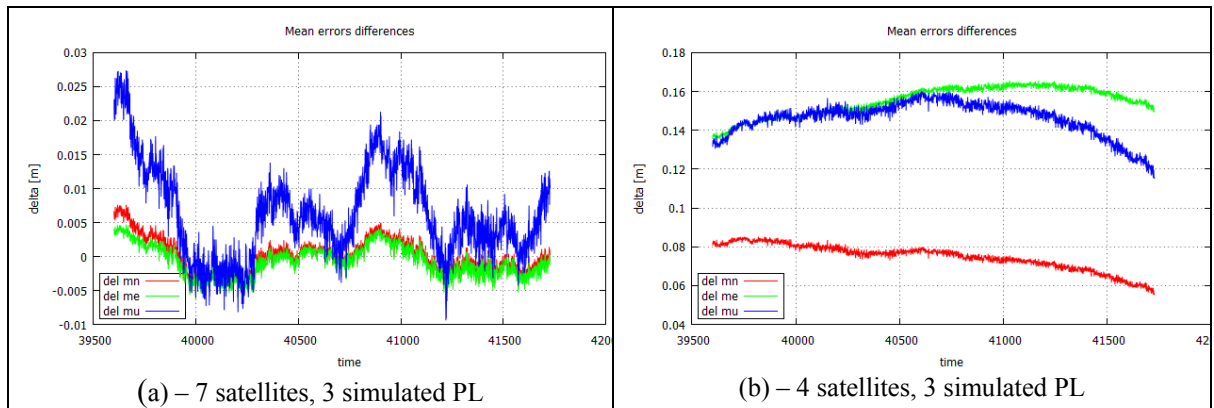 Mean errors differences
0.03
0.025
0.02
0.015
0.01
0.005
0
-0.005
-0.01
delta [m]
del mn
del me
del mu
39500 40000 40500 41000 41500 4200
time
(a) – 7 satellites, 3 simulated PL
Mean errors differences
0.18
0.16
0.14
0.12
0.1
0.08
0.06
0.04
delta [m]
del mn
del me
del mu
39500 40000 40500 41000 41500 42
time
(b) – 4 satellites, 3 simulated PL